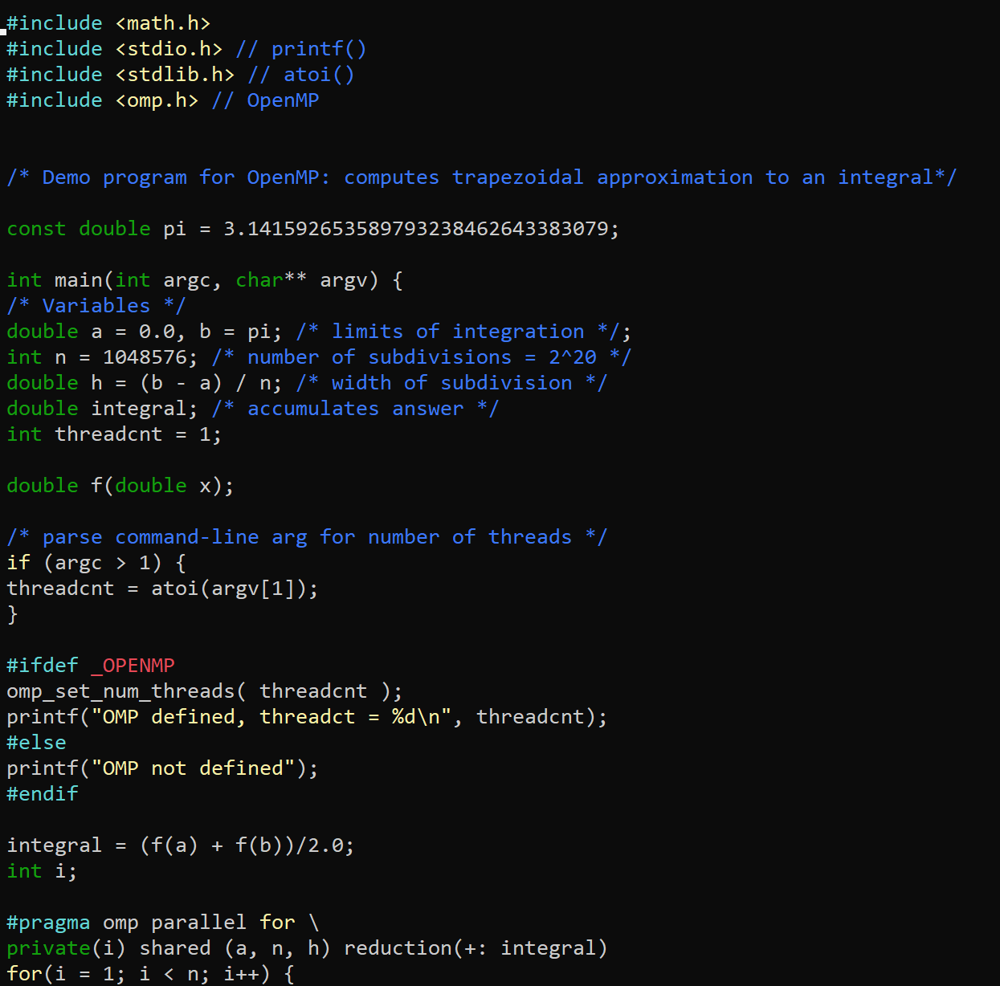 #include <math.h>
#include <stdio.h> // printf()
#include <stdlib.h> // atoi()
#include <omp.h> // OpenMP
/* Demo program for OpenMP: computes trapezoidal approximation to an integral*/
const double pi = 3.141592653589793238462643383079;
int main(int argc, char** argv) {
/* Variables */
double a = 0.0, b = pi; /* limits of integration */;
int n = 1048576; /* number of subdivisions = 2^20 */
double h = (b - a) / n; /* width of subdivision */
double integral; /* accumulates answer */
int threadcnt = 1;
double f(double x);
/* parse command-line arg for number of threads */
if (argc > 1) {
threadcnt = atoi(argv[1]);
}
#ifdef _OPENMP
omp_set_num_threads( threadcnt );
printf("OMP defined, threadct = %d\n", threadcnt);
#else
printf("OMP not defined");
#endif
integral = (f(a) + f(b))/2.0;
int i;
#pragma omp parallel for \
private(i) shared (a, n, h) reduction(+: integral)
for(i = 1; i < n; i++) {